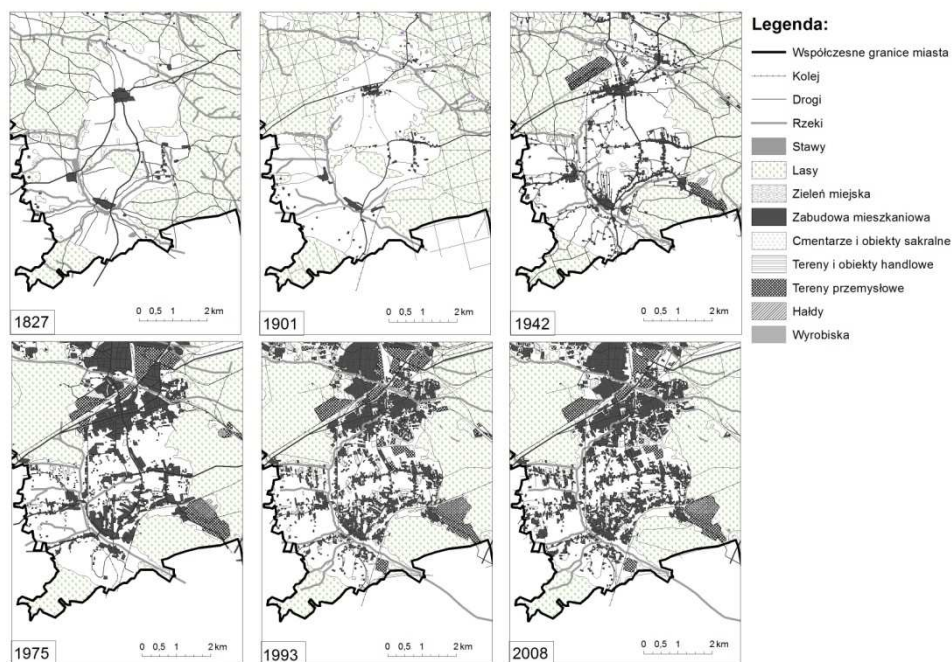 Legenda:
Współczesne granice miasta
Kolej
Drogi
Rzeki
Stawy
Lasy
Zieleń miejska
Zabudowa mieszkaniowa
Cmentarze i obiekty sakralne
Tereny i obiekty handlowe
Tereny przemysłowe
Hałdy
Wyrobiska
0 0,5 1 2 km
1827
0 0,5 1 2 km
1901
0 0,5 1 2 km
1942
0 0,5 1 2 km
1975
0 0,5 1 2 km
1993
0 0,5 1 2 km
2008